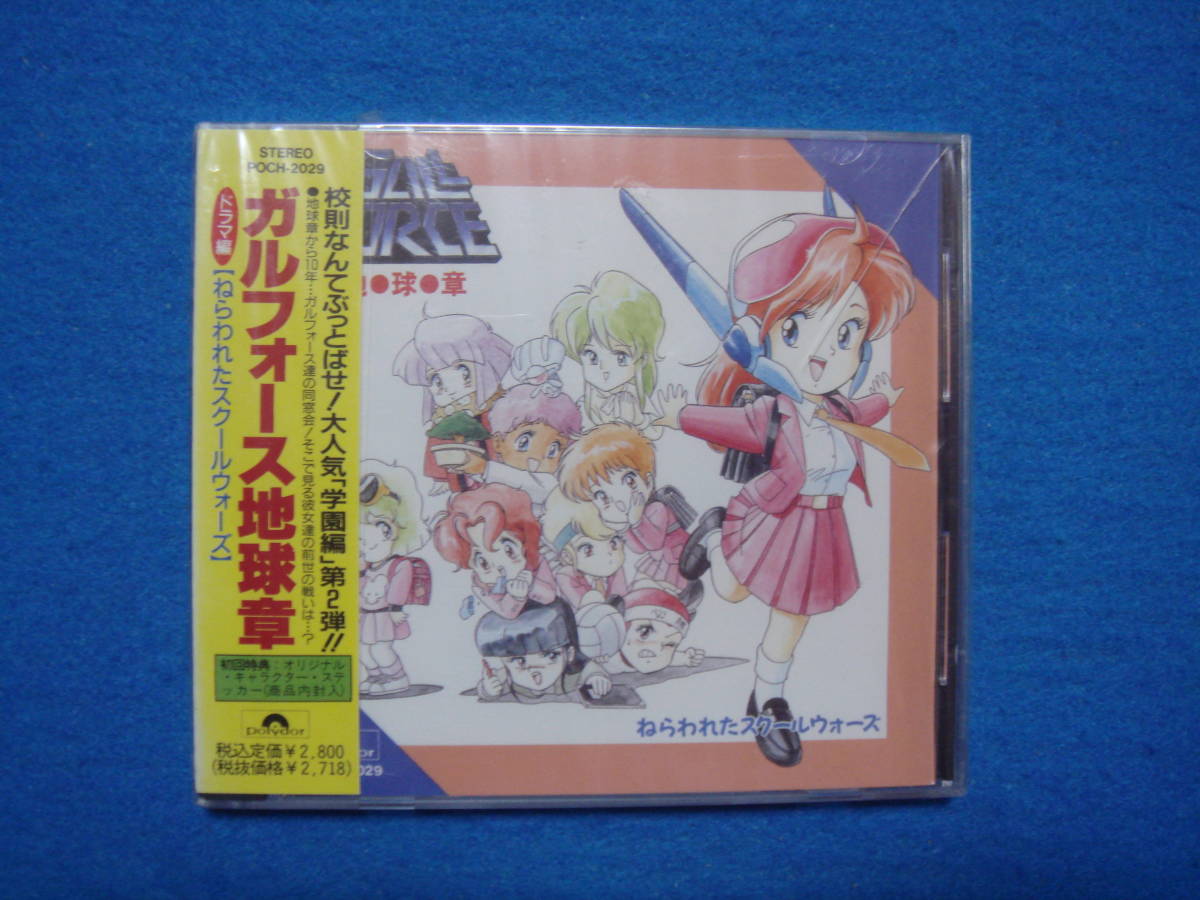 STEREO
POCH-2029
校則なんてぶっとばせ!大人気「学園編」第2弾!!
●地球章から10年…ガルフォース達の同窓会!そこで見る彼女達の前世の戦いは…?
ガルフォース地球章
ドラマ編
【ねらわれたスクールウォーズ】
初回特典:オリジナル
・キャラクター・ステ
ッカー(商品内封入)
polydor
税込定価¥2,800
(税抜価格¥2,718)
球●章
ねらわれたスクールウォーズ
dor
029